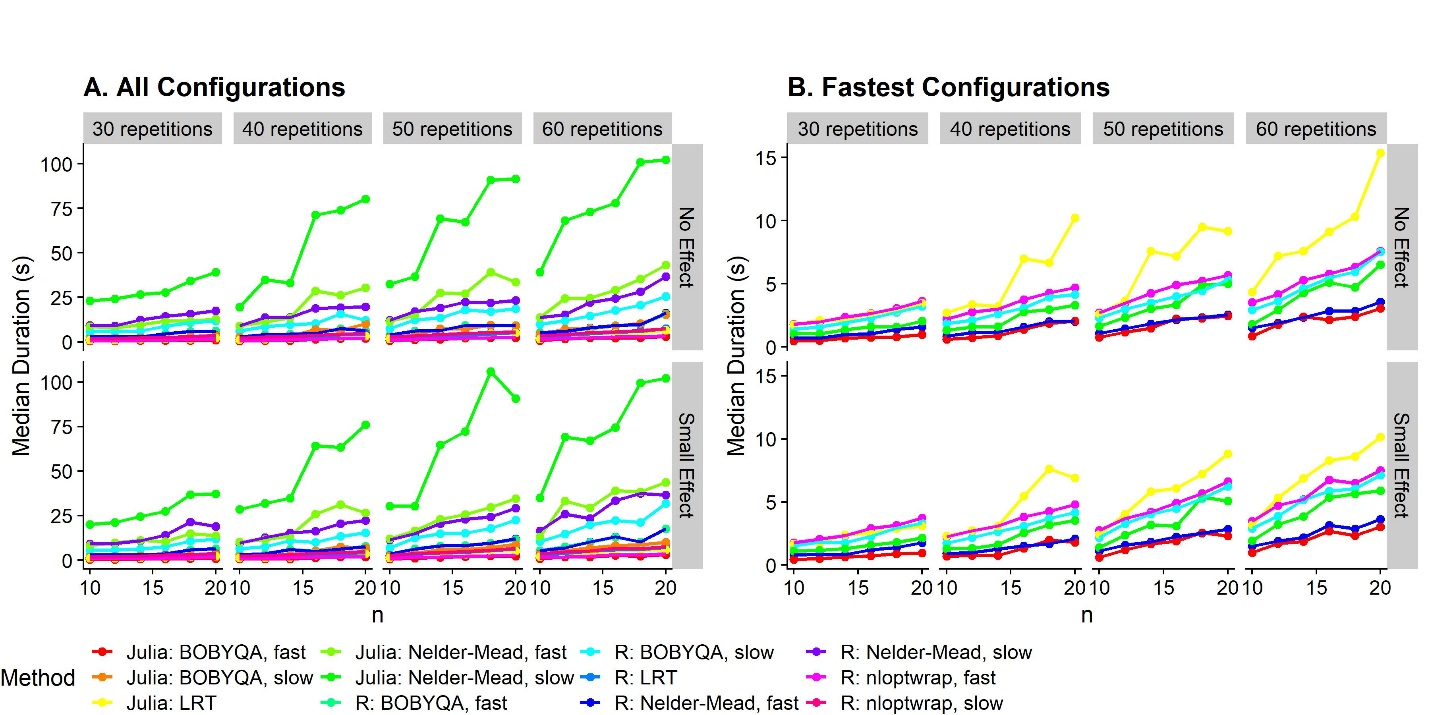 A. All Configurations
B. Fastest Configurations
30 repetitions 40 repetitions 50 repetitions 60 repetitions
30 repetitions 40 repetitions 50 repetitions 60 repetitions
Median Duration (s)
100
75
50
25
0
No Effect
100
75
50
25
0
Small Effect
10 15 20 10 15 20 10 15 20 10 15 20
n
Median Duration (s)
15
10
5
0
No Effect
15
10
5
0
Small Effect
10 15 20 10 15 20 10 15 20 10 15 20
n
Method
Julia: BOBYQA, fast
Julia: BOBYQA, slow
Julia: LRT
Julia: Nelder-Mead, fast
Julia: Nelder-Mead, slow
R: BOBYQA, fast
R: BOBYQA, slow
R: LRT
R: Nelder-Mead, fast
R: Nelder-Mead, slow
R: nloptwrap, fast
R: nloptwrap, slow